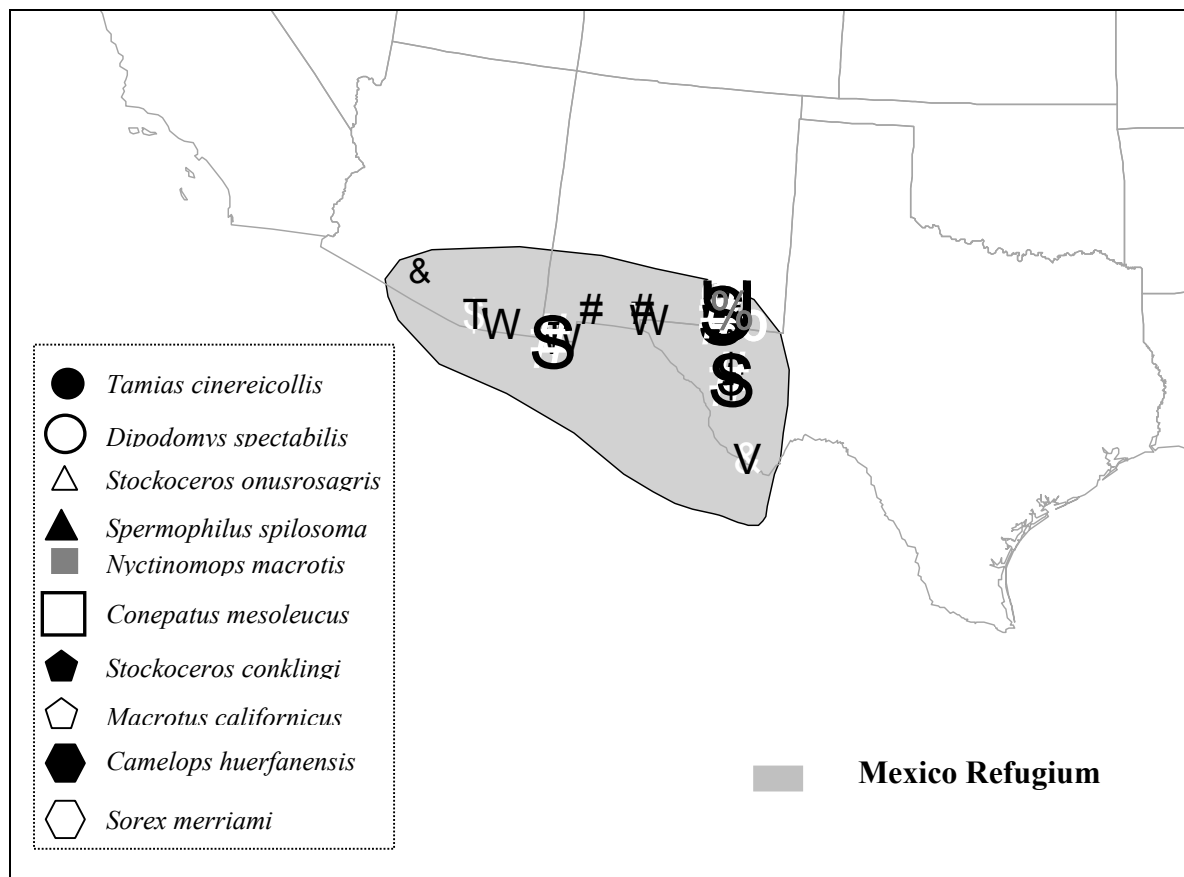 &
T W # # W
S W
$
V
Tamias cinereicollis
Dipodomys spectabilis
Stockoceros onusrosagris
Spermophilus spilosoma
Nyctinomops macrotis
Conepatus mesoleucus
Stockoceros conklingi
Macrotus californicus
Camelops huerfanensis
Sorex merriami
Mexico Refugium